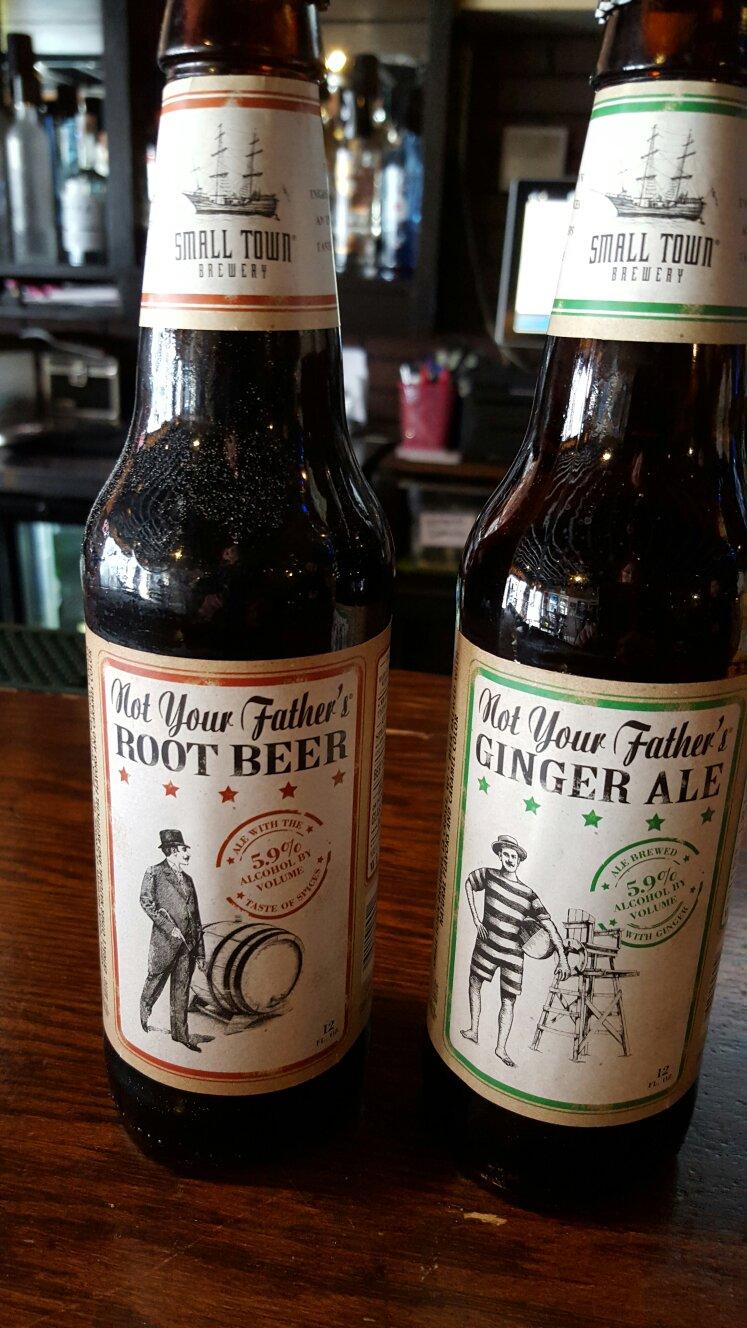 SMALL TOWN®
BREWERY
Not Your Father's®
ROOT BEER
ALE WITH THE
5.9%
ALCOHOL BY
VOLUME
TASTE OF SPICES
12
FL. OZ.
SMALL TOWN®
BREWERY
Not Your Father's®
GINGER ALE
ALE BREWED
5.9%
ALCOHOL BY
VOLUME
WITH GINGER
12
FL. OZ.